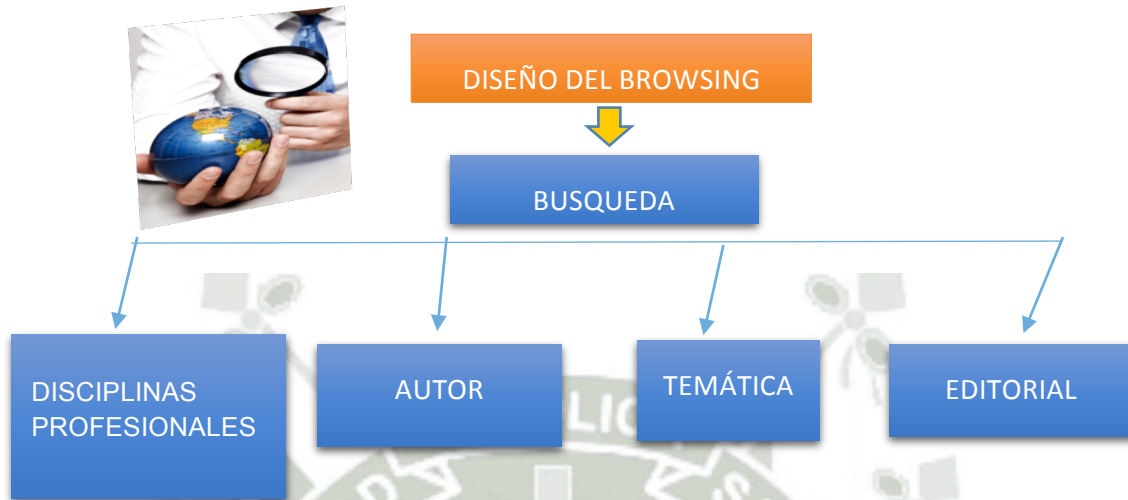 DISEÑO DEL BROWSING
BUSQUEDA
DISCIPLINAS
PROFESIONALES
AUTOR
TEMÁTICA
EDITORIAL